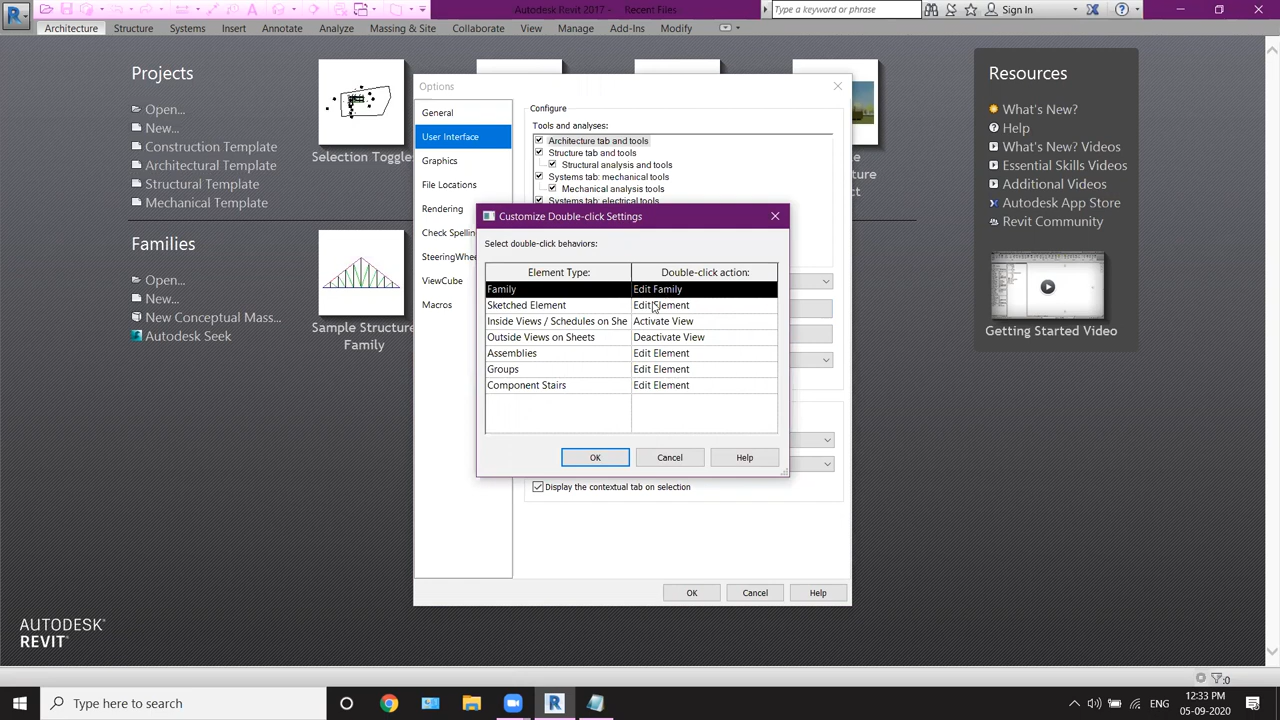 Autodesk Revit 2017 - Recent Files
Type a keyword or phrase
Sign In
Architecture
Structure
Systems
Insert
Annotate
Analyze
Massing & Site
Collaborate
View
Manage
Add-Ins
Modify
Projects
Open...
New...
Construction Template
Architectural Template
Structural Template
Mechanical Template
Families
Open...
New...
New Conceptual Mass...
Autodesk Seek
Selection Toggle
Sample Structure
Family
Options
General
User Interface
Graphics
File Locations
Rendering
Check Spellin
SteeringWhee
ViewCube
Macros
Configure
Tools and analyses:
Architecture tab and tools
Structure tab and tools
Structural analysis and tools
Systems tab: mechanical tools
Mechanical analysis tools
Systems tab: electrical tools
Customize Double-click Settings
Select double-click behaviors:
Element Type: Double-click action:
Family Edit Family
Sketched Element Edit Element
Inside Views / Schedules on She Activate View
Outside Views on Sheets Deactivate View
Assemblies Edit Element
Groups Edit Element
Component Stairs Edit Element
OK Cancel Help
Display the contextual tab on selection
OK Cancel Help
Resources
What's New?
Help
What's New? Videos
Essential Skills Videos
Additional Videos
Autodesk App Store
Revit Community
Getting Started Video
AUTODESK
REVIT
:0
Type here to search
ENG
12:33 PM
05-09-2020